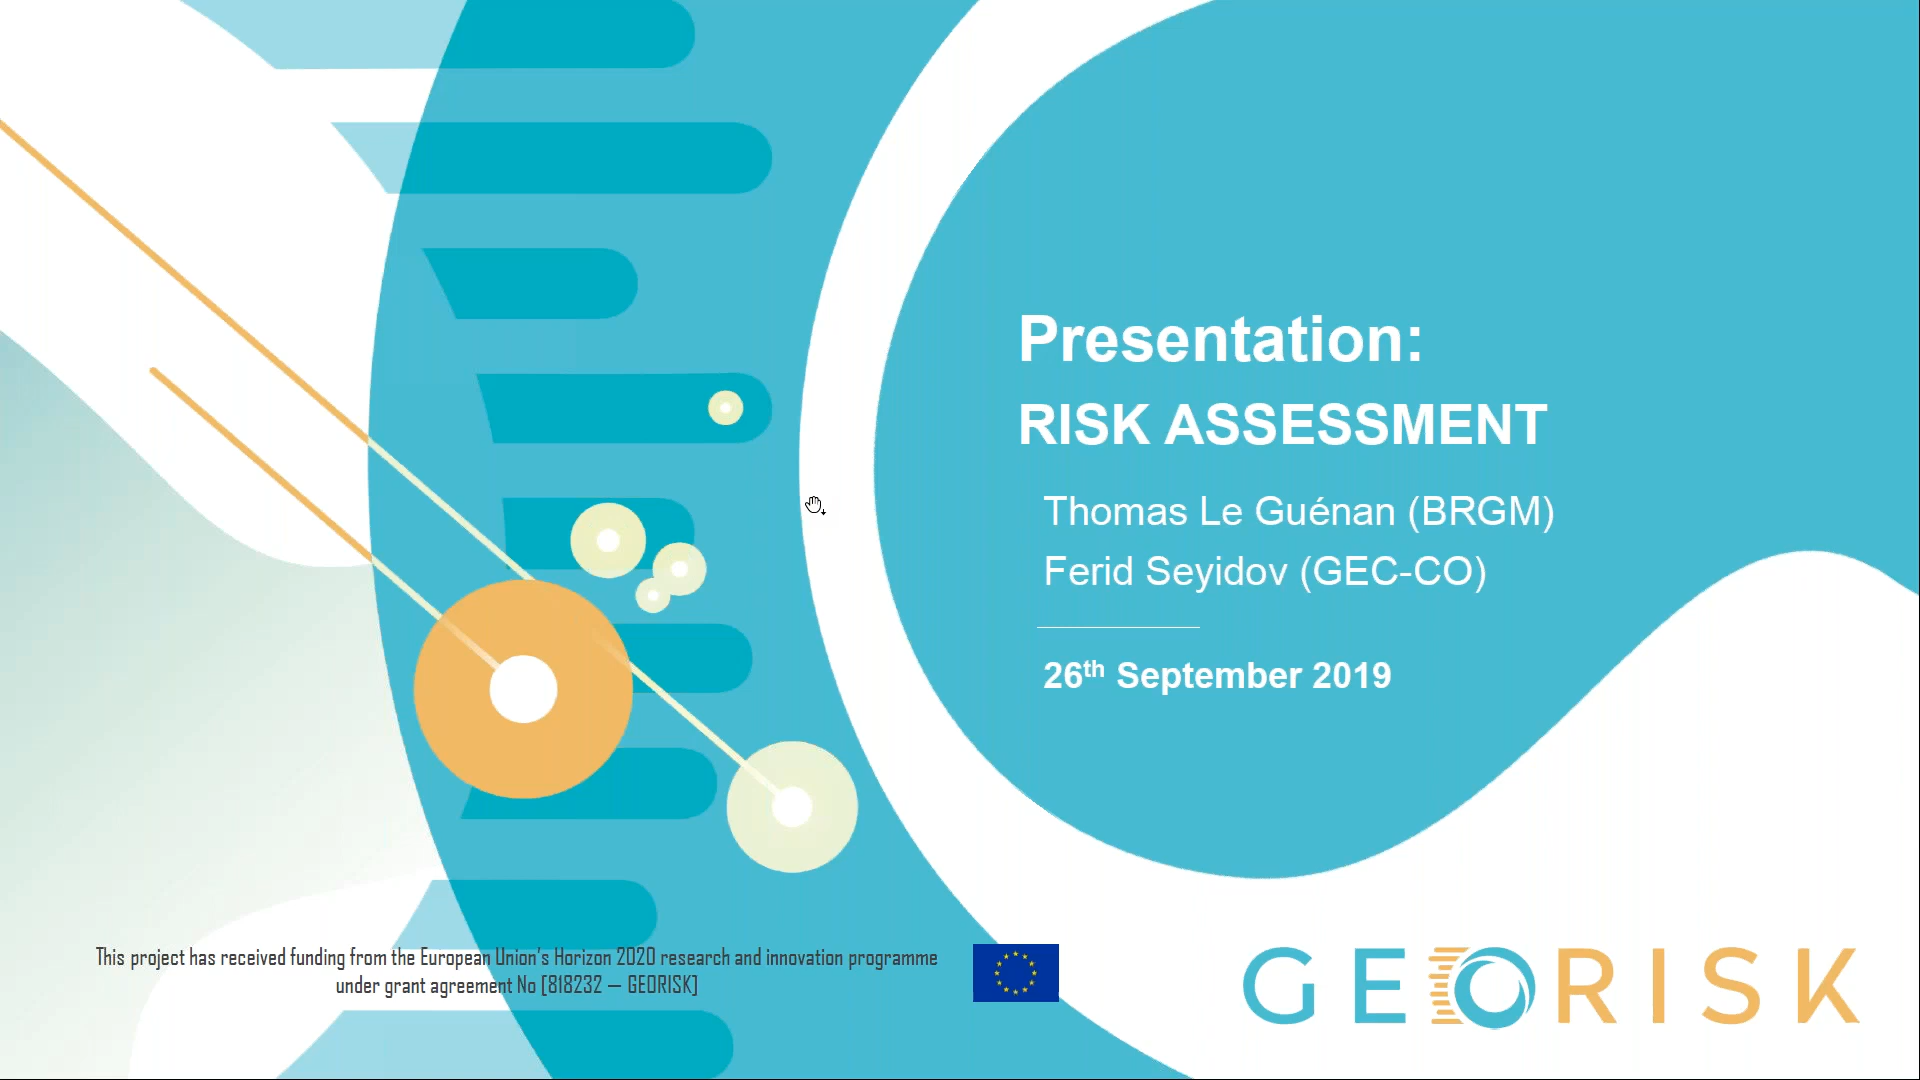 Presentation:
RISK ASSESSMENT
Thomas Le Guénan (BRGM)
Ferid Seyidov (GEC-CO)
26th September 2019
This project has received funding from the European Union's Horizon 2020 research and innovation programme
under grant agreement No [818232 – GEORISK]
GEORISK